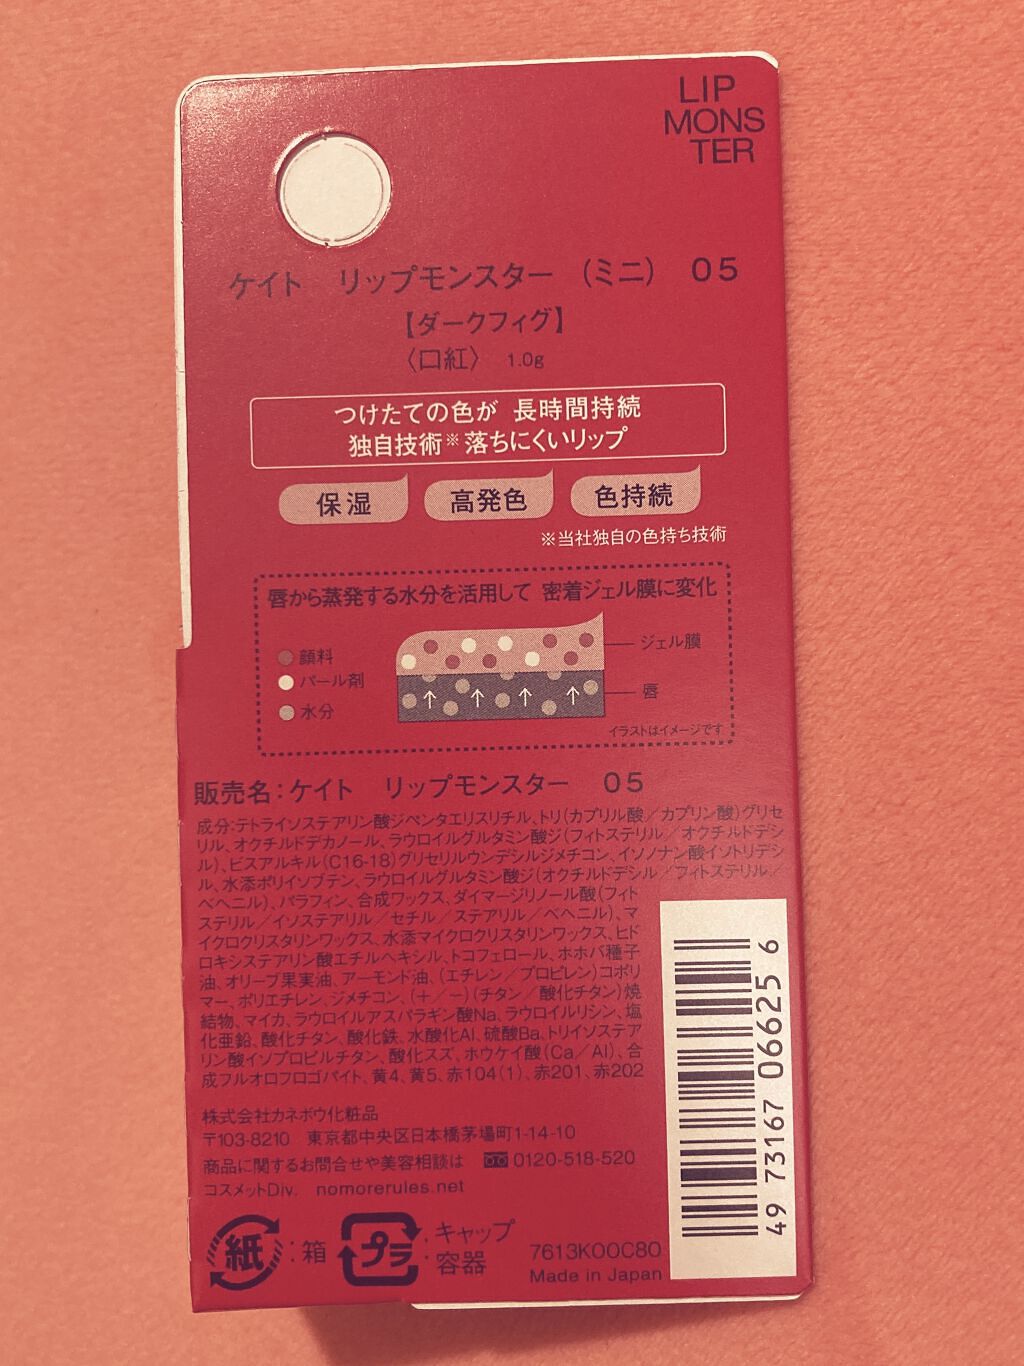 LIP
MONS
TER
ケイト　リップモンスター　（ミニ）　05
【ダークフィグ】
〈口紅〉　1.0g
つけたての色が 長時間持続
独自技術※落ちにくいリップ
保湿　高発色　色持続
※当社独自の色持ち技術
唇から蒸発する水分を活用して 密着ジェル膜に変化
顔料
パール剤
水分
ジェル膜
唇
イラストはイメージです
販売名：ケイト　リップモンスター　05
成分：テトライソステアリン酸ジペンタエリスリチル、トリ（カプリル酸／カプリン酸）グリセ
リル、オクチルドデカノール、ラウロイルグルタミン酸ジ（フィトステリル／オクチルドデシ
ル）、ビスアルキル（C16-18）グリセリルウンデシルジメチコン、イソノナン酸イソトリデシ
ル、水添ポリイソブテン、ラウロイルグルタミン酸ジ（オクチルドデシル／フィトステリル／
ベヘニル）、パラフィン、合成ワックス、ダイマージリノール酸（フィト
ステリル／イソステアリル／セチル／ステアリル／ベヘニル）、マ
イクロクリスタリンワックス、水添マイクロクリスタリンワックス、ヒド
ロキシステアリン酸エチルヘキシル、トコフェロール、ホホバ種子
油、オリーブ果実油、アーモンド油、（エチレン／プロピレン）コポリ
マー、ポリエチレン、ジメチコン、（＋／－）（チタン／酸化チタン）焼
結物、マイカ、ラウロイルアスパラギン酸Na、ラウロイルリシン、塩
化亜鉛、酸化チタン、酸化鉄、水酸化Al、硫酸Ba、トリイソステア
リン酸イソプロピルチタン、酸化スズ、ホウケイ酸（Ca／Al）、合
成フルオロフロゴパイト、黄4、黄5、赤104（1）、赤201、赤202
株式会社カネボウ化粧品
〒103-8210　東京都中央区日本橋茅場町1-14-10
商品に関するお問合せや美容相談は　0120-518-520
コスメットDiv.　nomorerules.net
紙：箱　プラ：キャップ
：容器
7613K00C80
Made in Japan
49 73167 06625 6